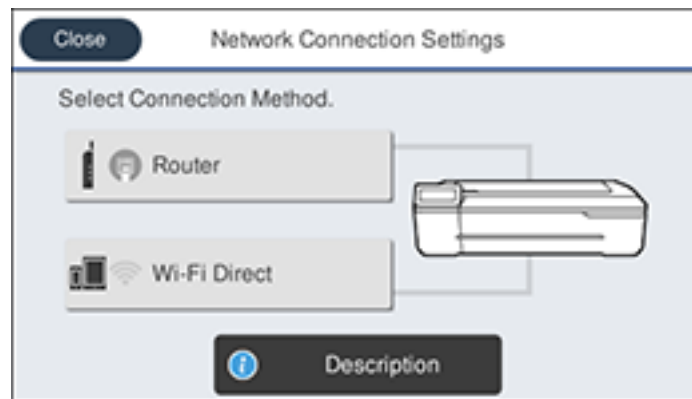 Close
Network Connection Settings
Select Connection Method.
Router
Wi-Fi Direct
Description